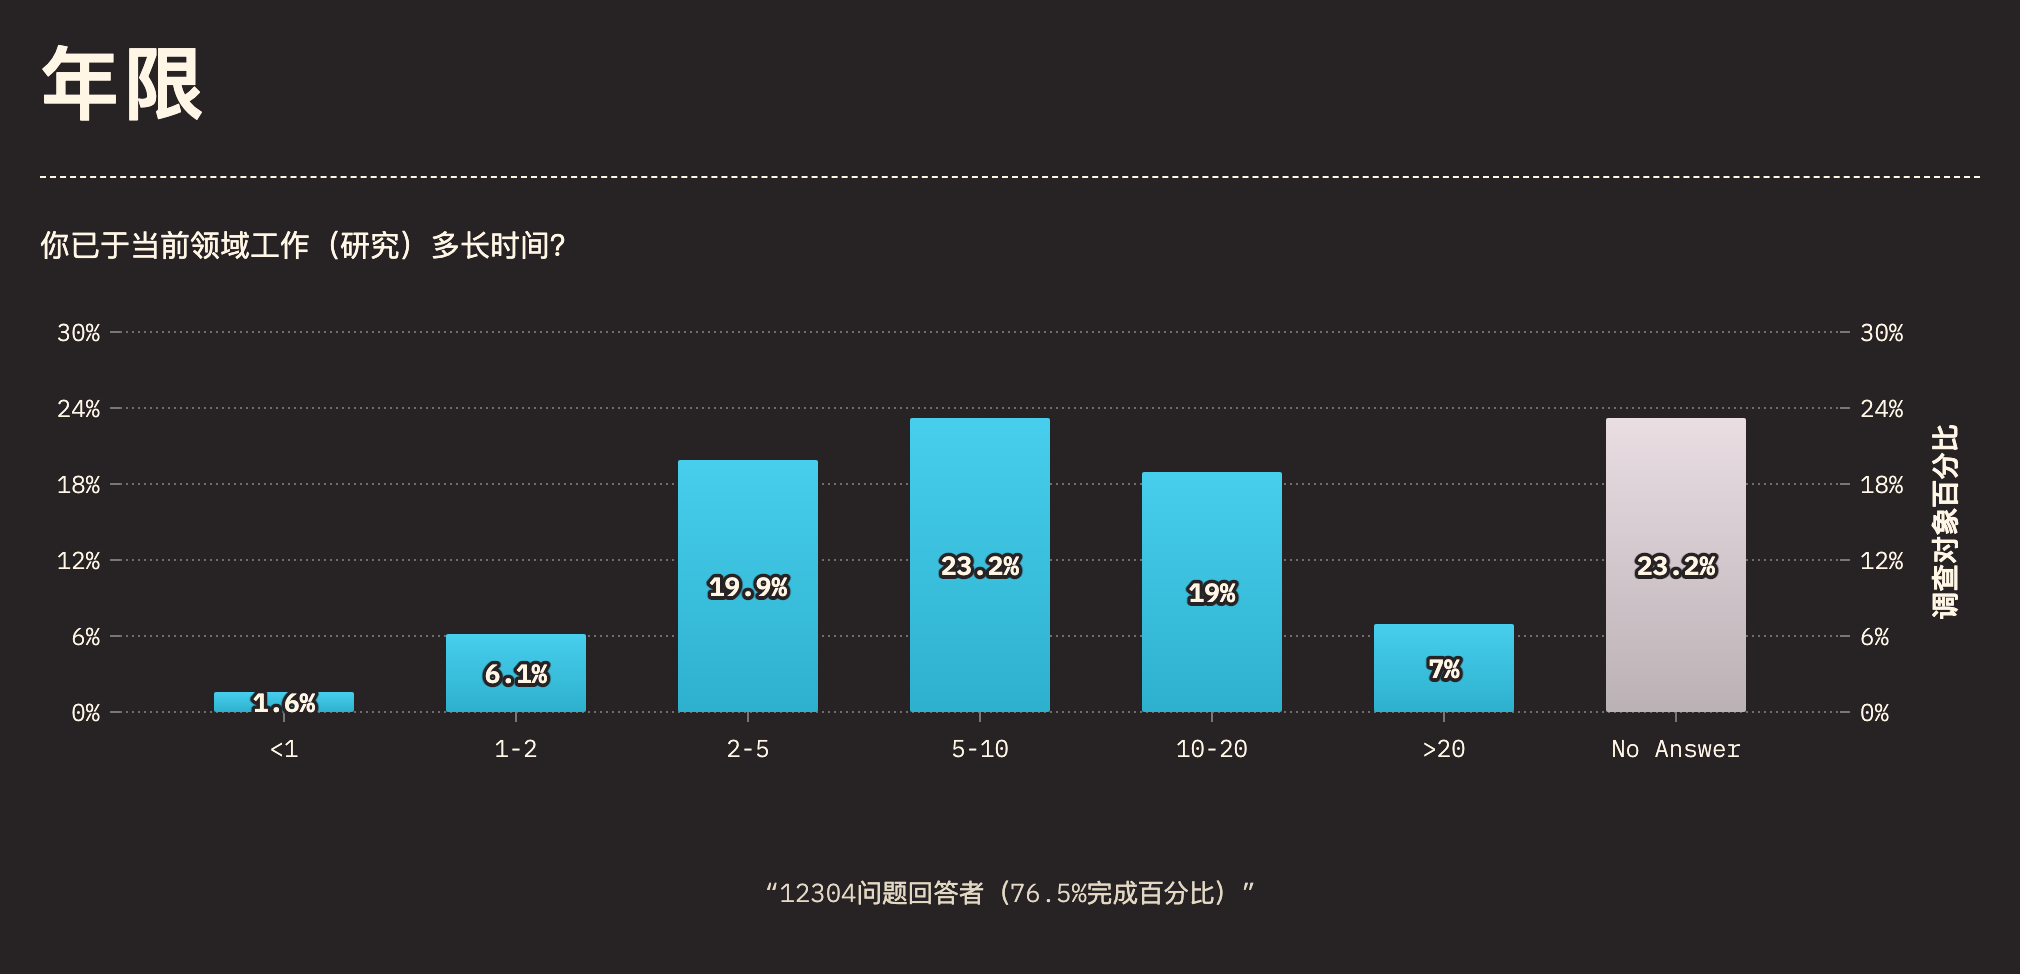 年限
你已于当前领域工作（研究）多长时间？
30% 30%
24% 24%
18% 18%
12% 12%
6% 6%
0% 0%
调查对象百分比
1.6% 6.1% 19.9% 23.2% 19% 7% 23.2%
<1 1-2 2-5 5-10 10-20 >20 No Answer
“12304问题回答者（76.5%完成百分比）”